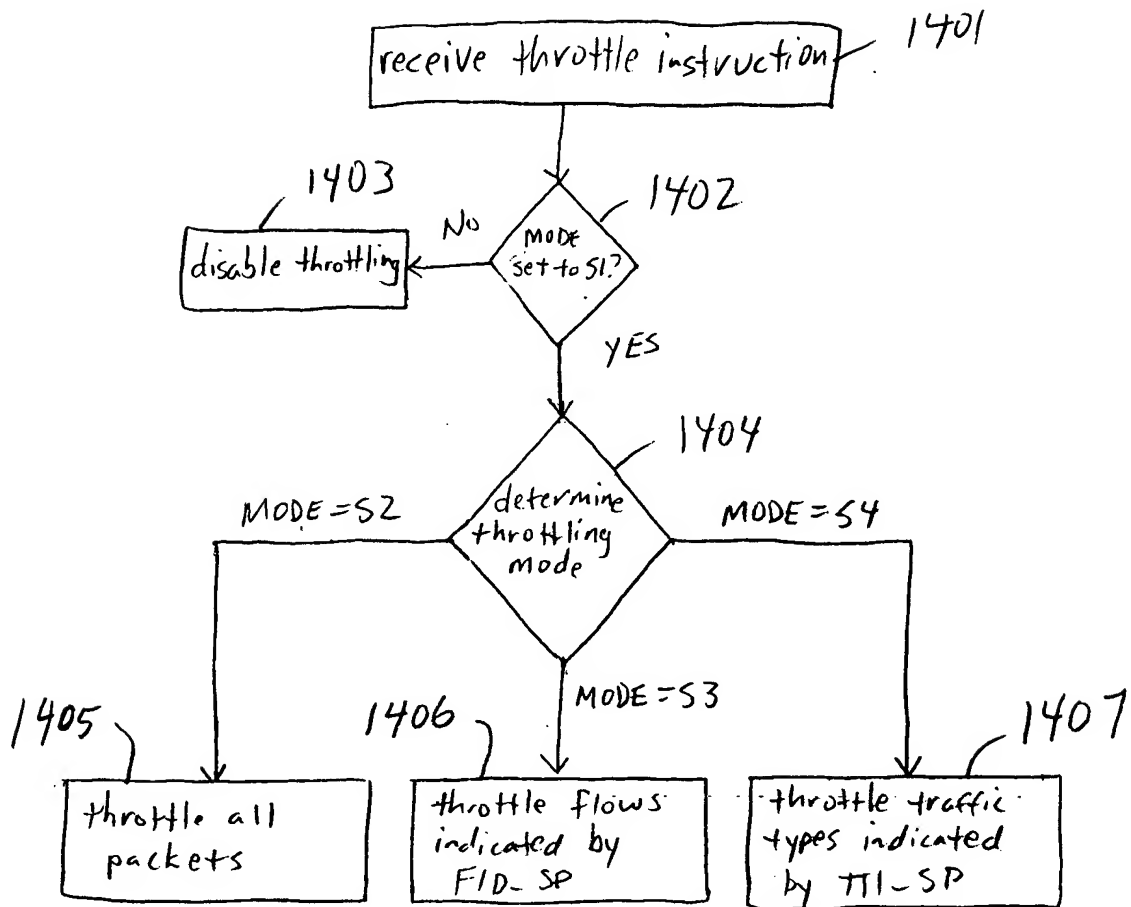 1401
receive throttle instruction
1403
1402
No
MODE
set to S1?
disable throttling
YES
1404
MODE=S2
determine
throttling
mode
MODE=S4
MODE=S3
1405
1406
1407
throttle all
packets
throttle flows
indicated by
FID_SP
throttle traffic
types indicated
by TTI_SP